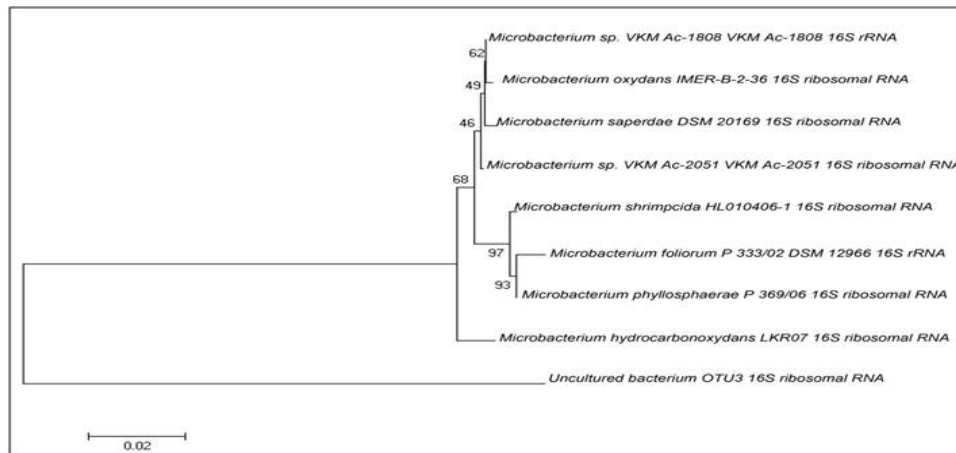 Microbacterium sp. VKM Ac-1808 VKM Ac-1808 16S rRNA
62
Microbacterium oxydans IMER-B-2-36 16S ribosomal RNA
49
Microbacterium saperdae DSM 20169 16S ribosomal RNA
46
Microbacterium sp. VKM Ac-2051 VKM Ac-2051 16S ribosomal RNA
68
Microbacterium shrimpcida HL010406-1 16S ribosomal RNA
97
Microbacterium foliorum P 333/02 DSM 12966 16S rRNA
93
Microbacterium phyllosphaerae P 369/06 16S ribosomal RNA
Microbacterium hydrocarbonoxydans LKR07 16S ribosomal RNA
Uncultured bacterium OTU3 16S ribosomal RNA
0.02